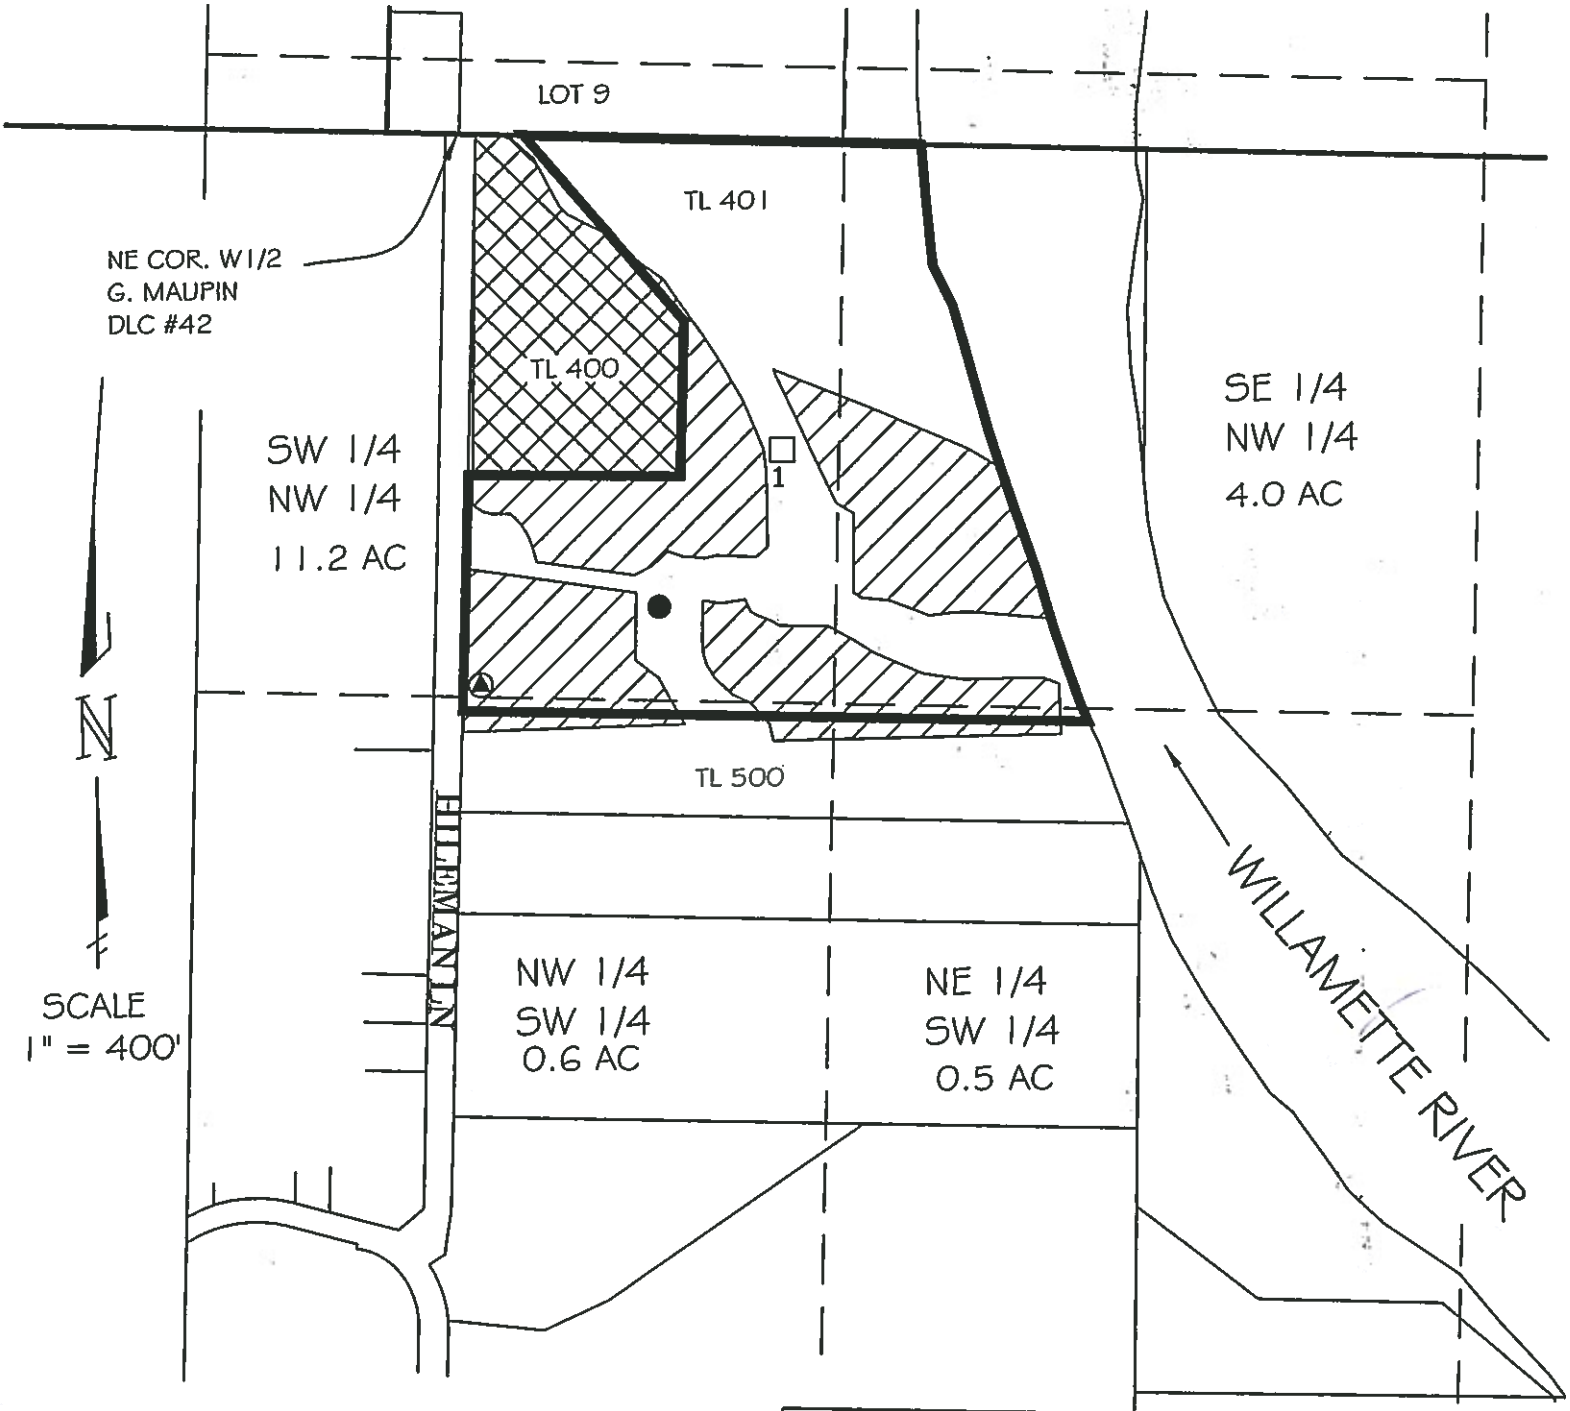 LOT 9
TL 401
NE COR. W1/2
G. MAUPIN
DLC #42
TL 400
SW 1/4
NW 1/4
11.2 AC
SE 1/4
NW 1/4
4.0 AC
1
N
TL 500
HILEMAN LN
WILLAMETTE RIVER
NW 1/4
SW 1/4
0.6 AC
NE 1/4
SW 1/4
0.5 AC
SCALE
1" = 400'